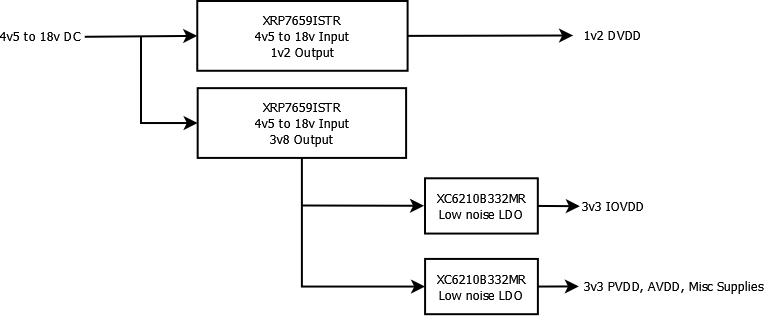 4v5 to 18v DC
XRP7659ISTR
4v5 to 18v Input
1v2 Output
1v2 DVDD
XRP7659ISTR
4v5 to 18v Input
3v8 Output
XC6210B332MR
Low noise LDO
3v3 IOVDD
XC6210B332MR
Low noise LDO
3v3 PVDD, AVDD, Misc Supplies